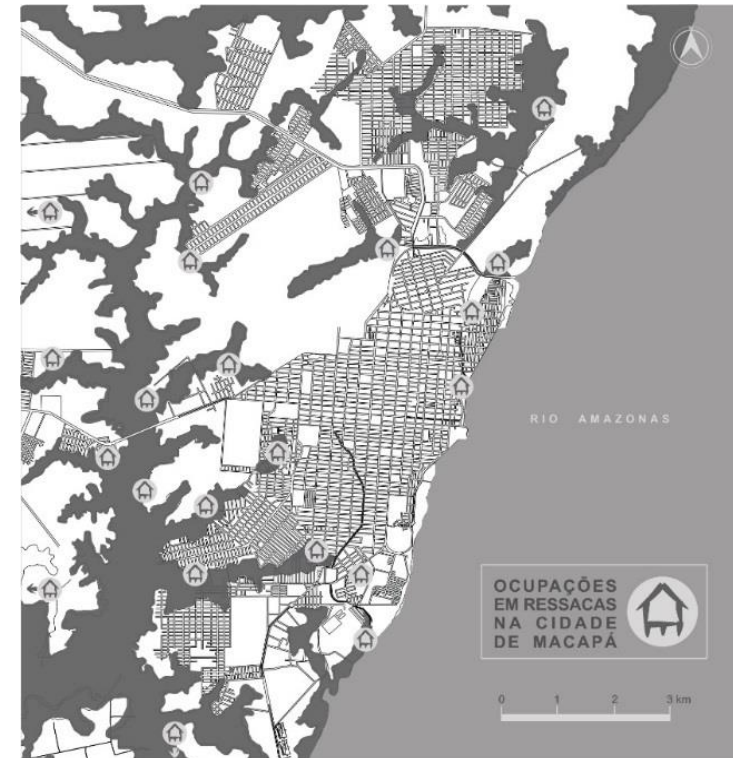 RIO AMAZONAS
OCUPAÇÕES
EM RESSACAS
NA CIDADE
DE MACAPÁ
0 1 2 3 km